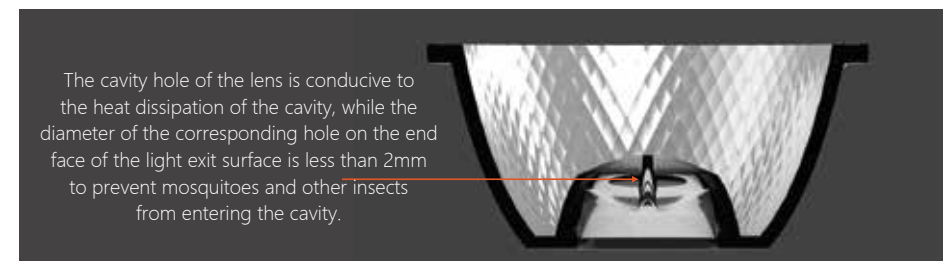 The cavity hole of the lens is conducive to
the heat dissipation of the cavity, while the
diameter of the corresponding hole on the end
face of the light exit surface is less than 2mm
to prevent mosquitoes and other insects
from entering the cavity.